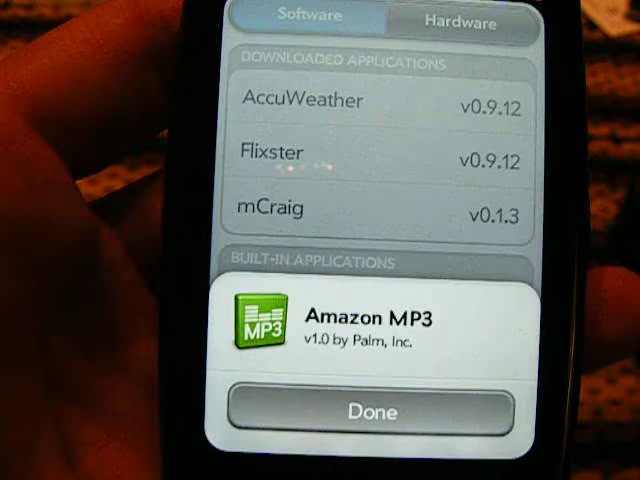 Software Hardware
DOWNLOADED APPLICATIONS
AccuWeather v0.9.12
Flixster v0.9.12
mCraig v0.1.3
BUILT-IN APPLICATIONS
MP3
Amazon MP3
v1.0 by Palm, Inc.
Done